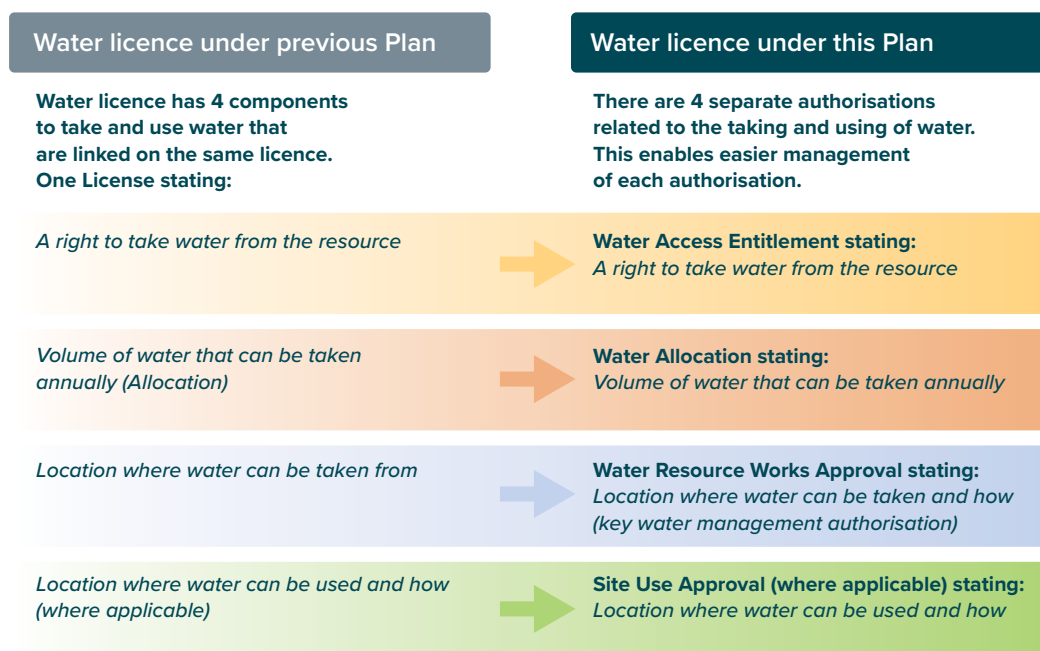 Water licence under previous Plan
Water licence has 4 components
to take and use water that
are linked on the same licence.
One License stating:
Water licence under this Plan
There are 4 separate authorisations
related to the taking and using of water.
This enables easier management
of each authorisation.
A right to take water from the resource
Water Access Entitlement stating:
A right to take water from the resource
Volume of water that can be taken
annually (Allocation)
Water Allocation stating:
Volume of water that can be taken annually
Location where water can be taken from
Water Resource Works Approval stating:
Location where water can be taken and how
(key water management authorisation)
Location where water can be used and how
(where applicable)
Site Use Approval (where applicable) stating:
Location where water can be used and how